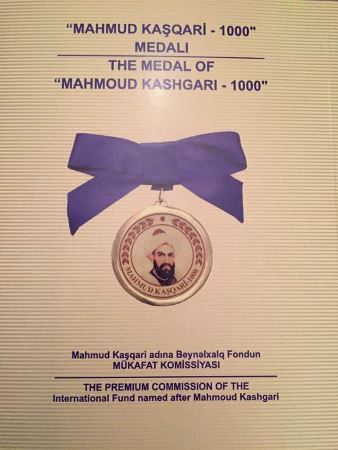 “MAHMUD KAŞQARİ - 1000"
MEDALI
THE MEDAL OF
“MAHMOUD KASHGARI - 1000"
MAHMUD KAŞQARİ-1000
Mahmud Kaşqari adına Beynəlxalq Fondun
MÜKAFAT KOMİSSİYASI
THE PREMIUM COMMISSION OF THE
International Fund named after Mahmoud Kashgari